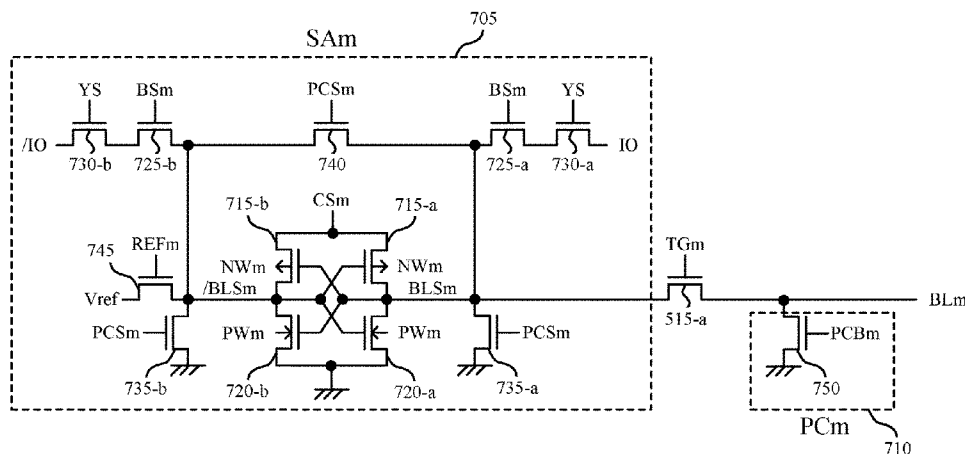 705
SAm
YS BSm PCSm BSm YS
/IO IO
730-b 725-b 740 725-a 730-a
715-b CSm 715-a
745 REFm TGm
NWm NWm
/BLSm BLSm
Vref BLm
515-a
PCSm PWm PWm PCSm PCBm
735-b 720-b 720-a 735-a 750
PCm 710